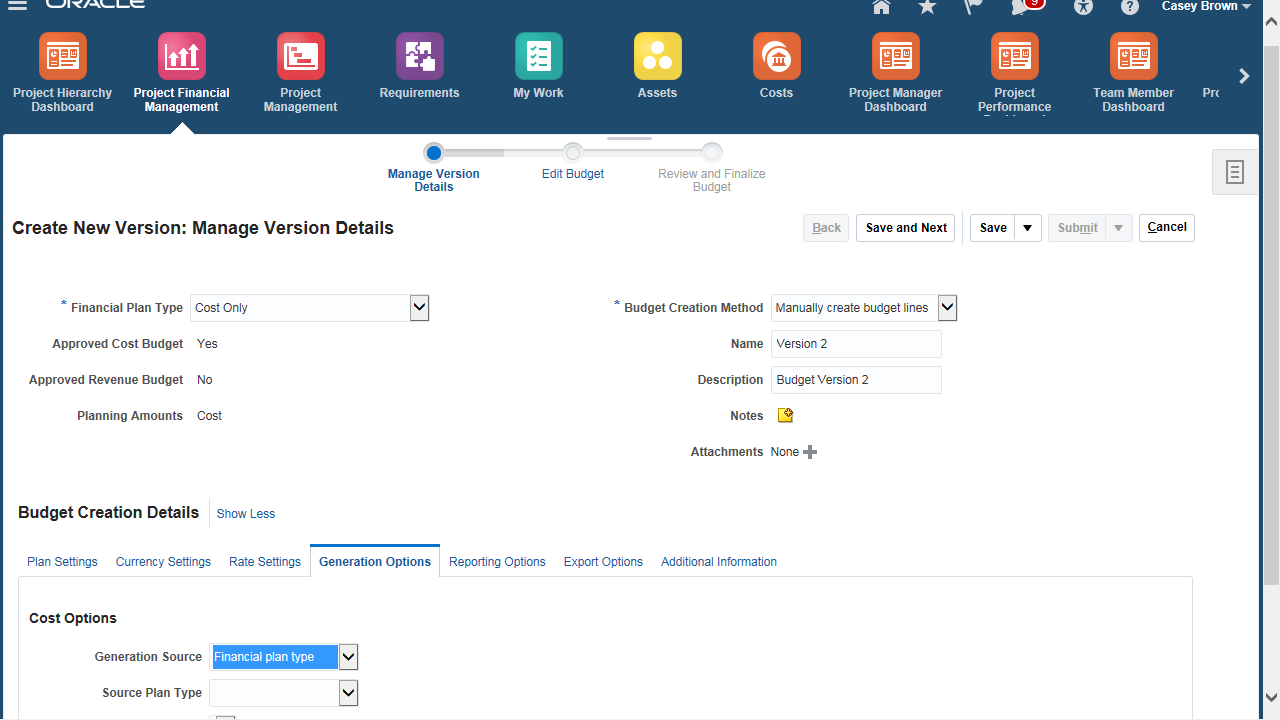 ORACLE
9
Casey Brown
Project Hierarchy Dashboard
Project Financial Management
Project Management
Requirements
My Work
Assets
Costs
Project Manager Dashboard
Project Performance
Team Member Dashboard
Manage Version Details
Edit Budget
Review and Finalize Budget
Create New Version: Manage Version Details
Back
Save and Next
Save
Submit
Cancel
* Financial Plan Type Cost Only
Approved Cost Budget Yes
Approved Revenue Budget No
Planning Amounts Cost
* Budget Creation Method Manually create budget lines
Name Version 2
Description Budget Version 2
Notes
Attachments None
Budget Creation Details Show Less
Plan Settings Currency Settings Rate Settings Generation Options Reporting Options Export Options Additional Information
Cost Options
Generation Source Financial plan type
Source Plan Type